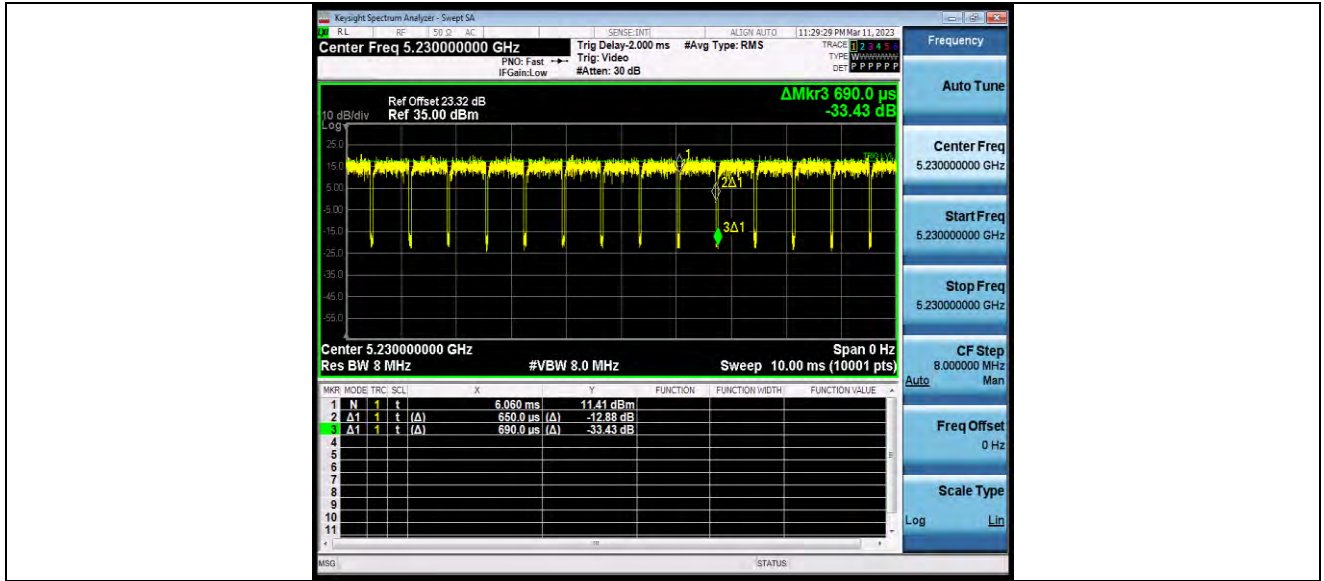 Keysight Spectrum Analyzer - Swept SA
RL RF 50 Ω AC SENSE:INT ALIGN AUTO 11:29:29 PM Mar 11, 2023
Center Freq 5.230000000 GHz
Trig Delay-2.000 ms #Avg Type: RMS
TRACE 1 2 3 4 5 6
PNO: Fast Trig: Video
TYPE WWWWWW
IFGain:Low #Atten: 30 dB
DET P P P P P P
Frequency
ΔMkr3 690.0 µs
-33.43 dB
Ref Offset 23.32 dB
10 dB/div Ref 35.00 dBm
Log
25.0
15.0
5.00
-5.00
-15.0
-25.0
-35.0
-45.0
-55.0
1
TRIG LVL
2Δ1
3Δ1
Center 5.230000000 GHz Span 0 Hz
Res BW 8 MHz #VBW 8.0 MHz Sweep 10.00 ms (10001 pts)
MKR MODE TRC SCL X Y FUNCTION FUNCTION WIDTH FUNCTION VALUE
1 N 1 t 6.060 ms 11.41 dBm
2 Δ1 1 t (Δ) 650.0 µs (Δ) -12.88 dB
3 Δ1 1 t (Δ) 690.0 µs (Δ) -33.43 dB
4
5
6
7
8
9
10
11
MSG STATUS
Auto Tune
Center Freq
5.230000000 GHz
Start Freq
5.230000000 GHz
Stop Freq
5.230000000 GHz
CF Step
8.000000 MHz
Auto Man
Freq Offset
0 Hz
Scale Type
Log Lin